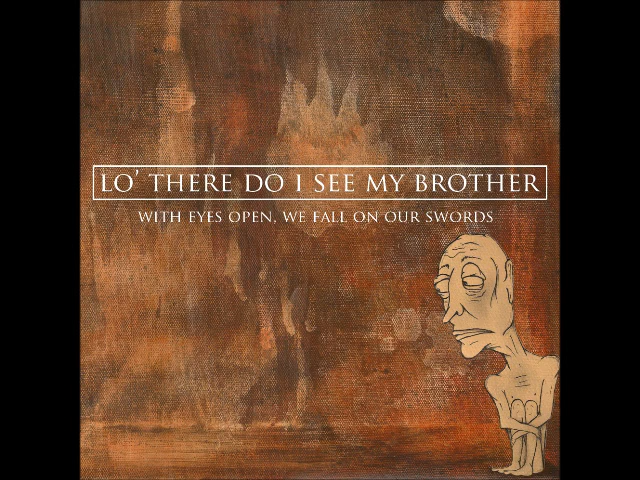 LO' THERE DO I SEE MY BROTHER
WITH EYES OPEN, WE FALL ON OUR SWORDS